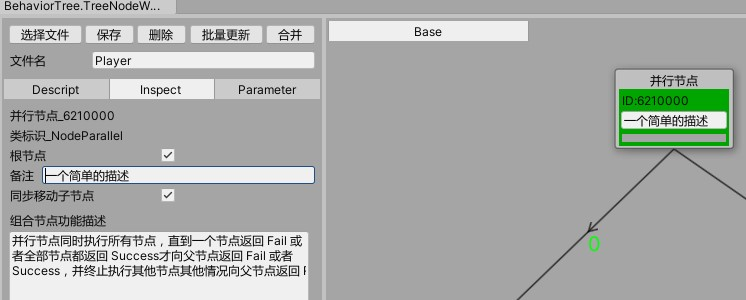 BehaviorTree.TreeNodeW...
选择文件 保存 删除 批量更新 合并
文件名 Player
Base
Descript Inspect Parameter
并行节点_6210000
类标识_NodeParallel
根节点
备注 一个简单的描述
同步移动子节点
组合节点功能描述
并行节点同时执行所有节点，直到一个节点返回 Fail 或
者全部节点都返回 Success才向父节点返回 Fail 或者
Success，并终止执行其他节点其他情况向父节点返回
并行节点
ID:6210000
一个简单的描述
0